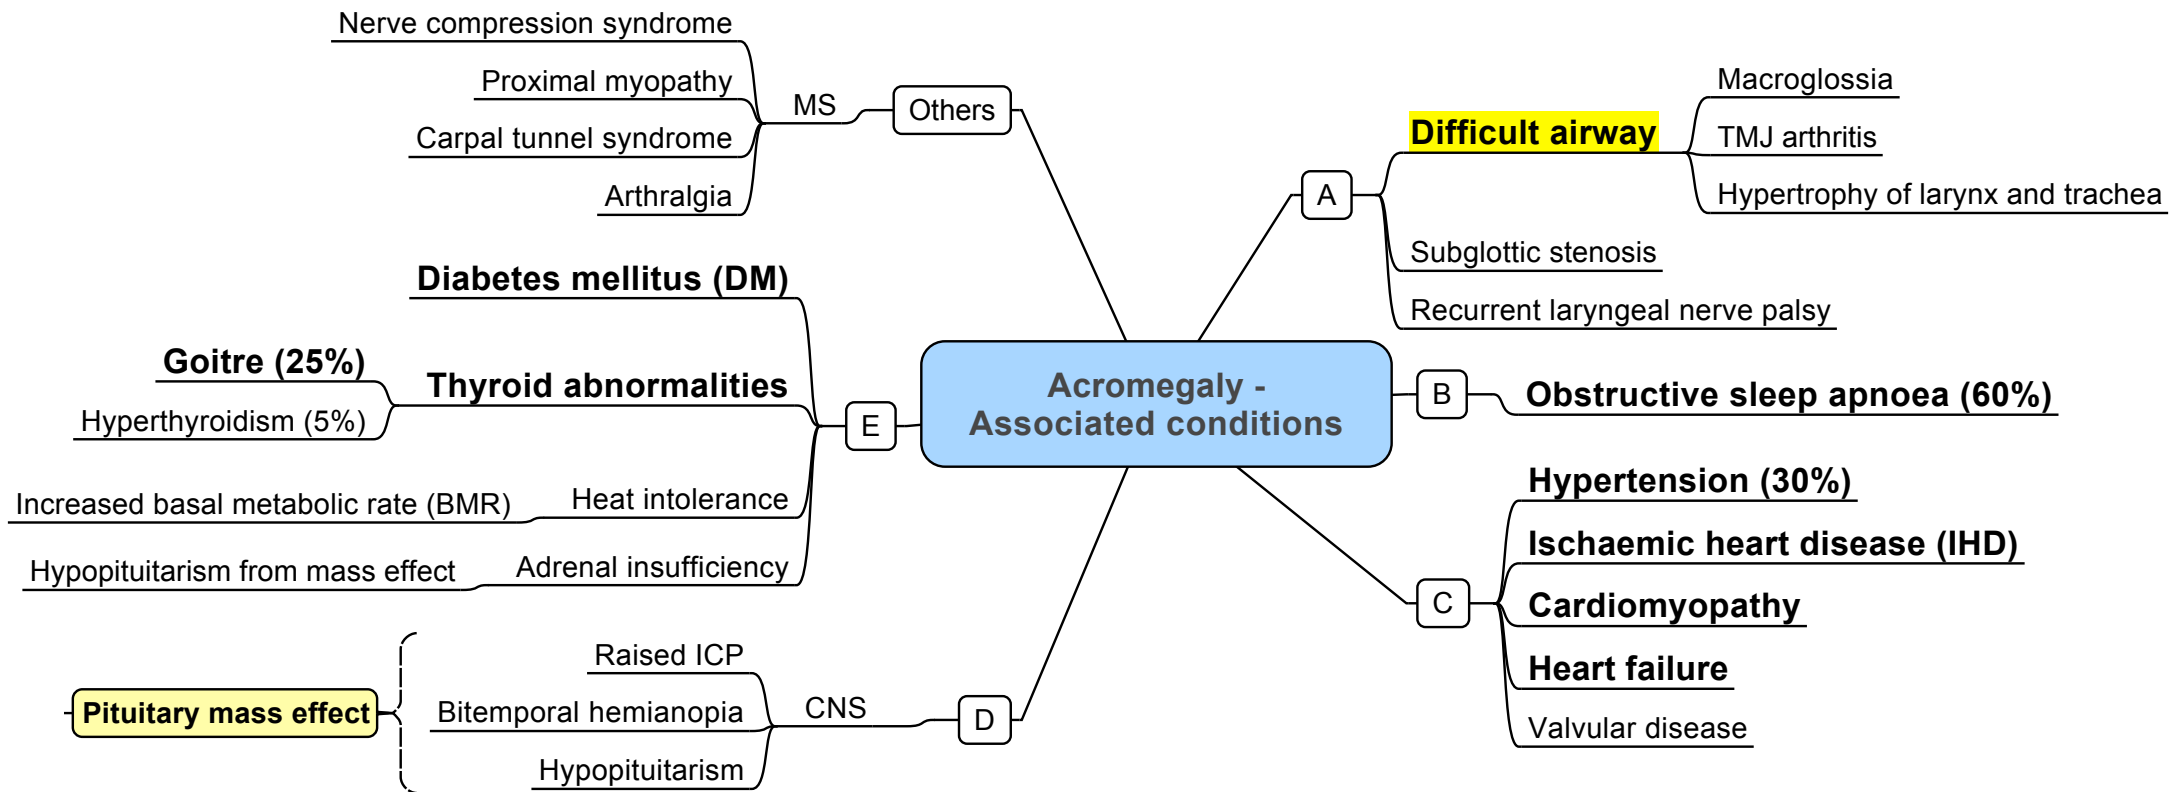 Acromegaly -
Associated conditions
A
Difficult airway
Macroglossia
TMJ arthritis
Hypertrophy of larynx and trachea
Subglottic stenosis
Recurrent laryngeal nerve palsy
B
Obstructive sleep apnoea (60%)
C
Hypertension (30%)
Ischaemic heart disease (IHD)
Cardiomyopathy
Heart failure
Valvular disease
D
CNS
Raised ICP
Bitemporal hemianopia
Hypopituitarism
Pituitary mass effect
E
Diabetes mellitus (DM)
Thyroid abnormalities
Goitre (25%)
Hyperthyroidism (5%)
Heat intolerance
Increased basal metabolic rate (BMR)
Adrenal insufficiency
Hypopituitarism from mass effect
Others
MS
Nerve compression syndrome
Proximal myopathy
Carpal tunnel syndrome
Arthralgia